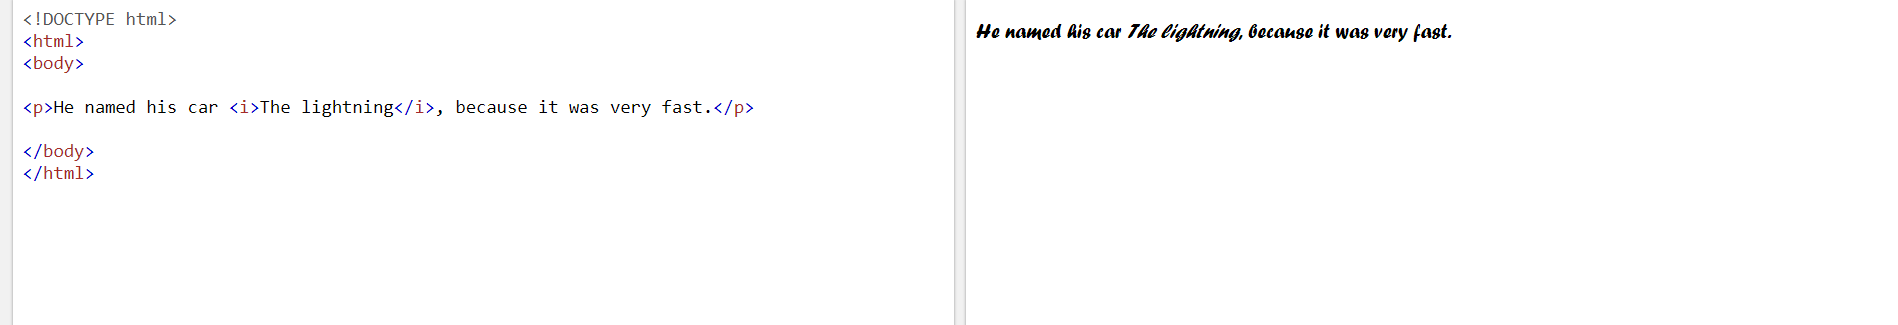 <!DOCTYPE html>
<html>
<body>
<p>He named his car <i>The lightning</i>, because it was very fast.</p>
</body>
</html>
He named his car The lightning, because it was very fast.